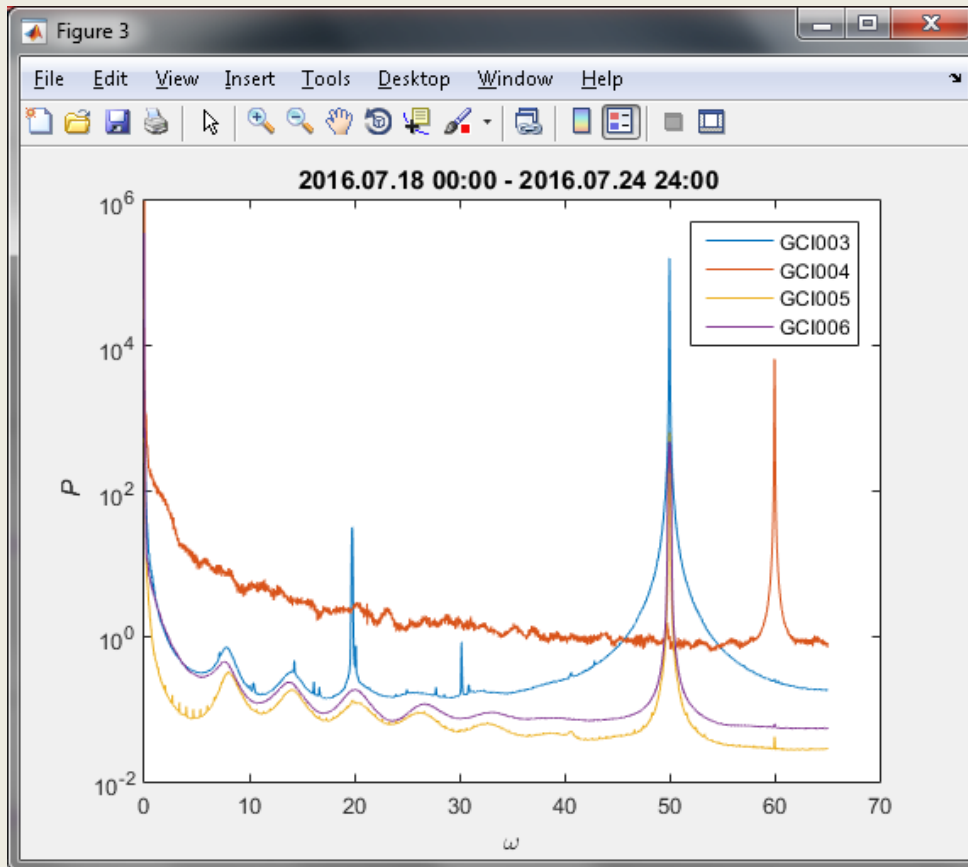 Figure 3
File Edit View Insert Tools Desktop Window Help
2016.07.18 00:00 - 2016.07.24 24:00
10^6
10^4
10^2
10^0
10^-2
P
GCI003
GCI004
GCI005
GCI006
0 10 20 30 40 50 60 70
ω